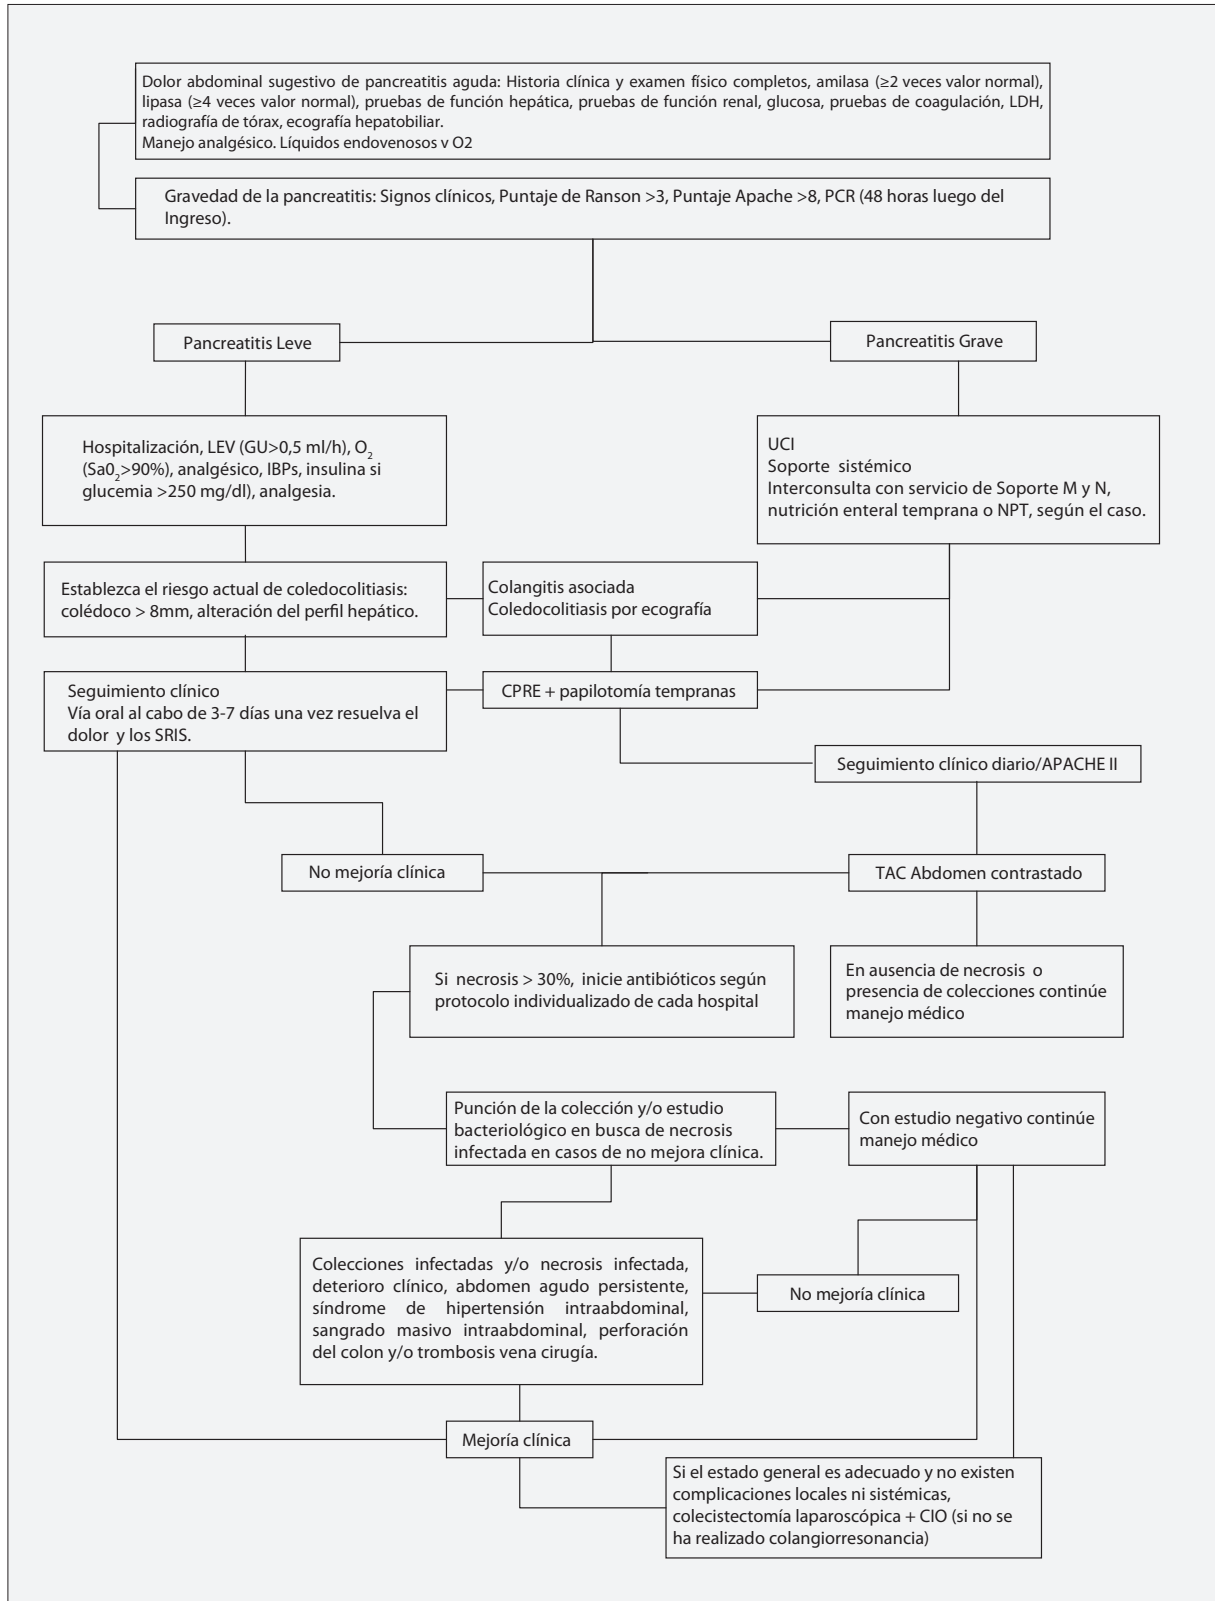 Dolor abdominal sugestivo de pancreatitis aguda: Historia clínica y examen físico completos, amilasa (≥2 veces valor normal),
lipasa (≥4 veces valor normal), pruebas de función hepática, pruebas de función renal, glucosa, pruebas de coagulación, LDH,
radiografía de tórax, ecografía hepatobiliar.
Manejo analgésico. Líquidos endovenosos v O2
Gravedad de la pancreatitis: Signos clínicos, Puntaje de Ranson >3, Puntaje Apache >8, PCR (48 horas luego del
Ingreso).
Pancreatitis Leve
Pancreatitis Grave
Hospitalización, LEV (GU>0,5 ml/h), O₂
(Sa0₂>90%), analgésico, IBPs, insulina si
glucemia >250 mg/dl), analgesia.
UCI
Soporte sistémico
Interconsulta con servicio de Soporte M y N,
nutrición enteral temprana o NPT, según el caso.
Establezca el riesgo actual de coledocolitiasis:
colédoco > 8mm, alteración del perfil hepático.
Colangitis asociada
Coledocolitiasis por ecografía
Seguimiento clínico
Vía oral al cabo de 3-7 días una vez resuelva el
dolor y los SRIS.
CPRE + papilotomía tempranas
Seguimiento clínico diario/APACHE II
No mejoría clínica
TAC Abdomen contrastado
Si necrosis > 30%, inicie antibióticos según
protocolo individualizado de cada hospital
En ausencia de necrosis o
presencia de colecciones continúe
manejo médico
Punción de la colección y/o estudio
bacteriológico en busca de necrosis
infectada en casos de no mejora clínica.
Con estudio negativo continúe
manejo médico
Colecciones infectadas y/o necrosis infectada,
deterioro clínico, abdomen agudo persistente,
síndrome de hipertensión intraabdominal,
sangrado masivo intraabdominal, perforación
del colon y/o trombosis vena cirugía.
No mejoría clínica
Mejoría clínica
Si el estado general es adecuado y no existen
complicaciones locales ni sistémicas,
colecistectomía laparoscópica + CIO (si no se
ha realizado colangiorresonancia)